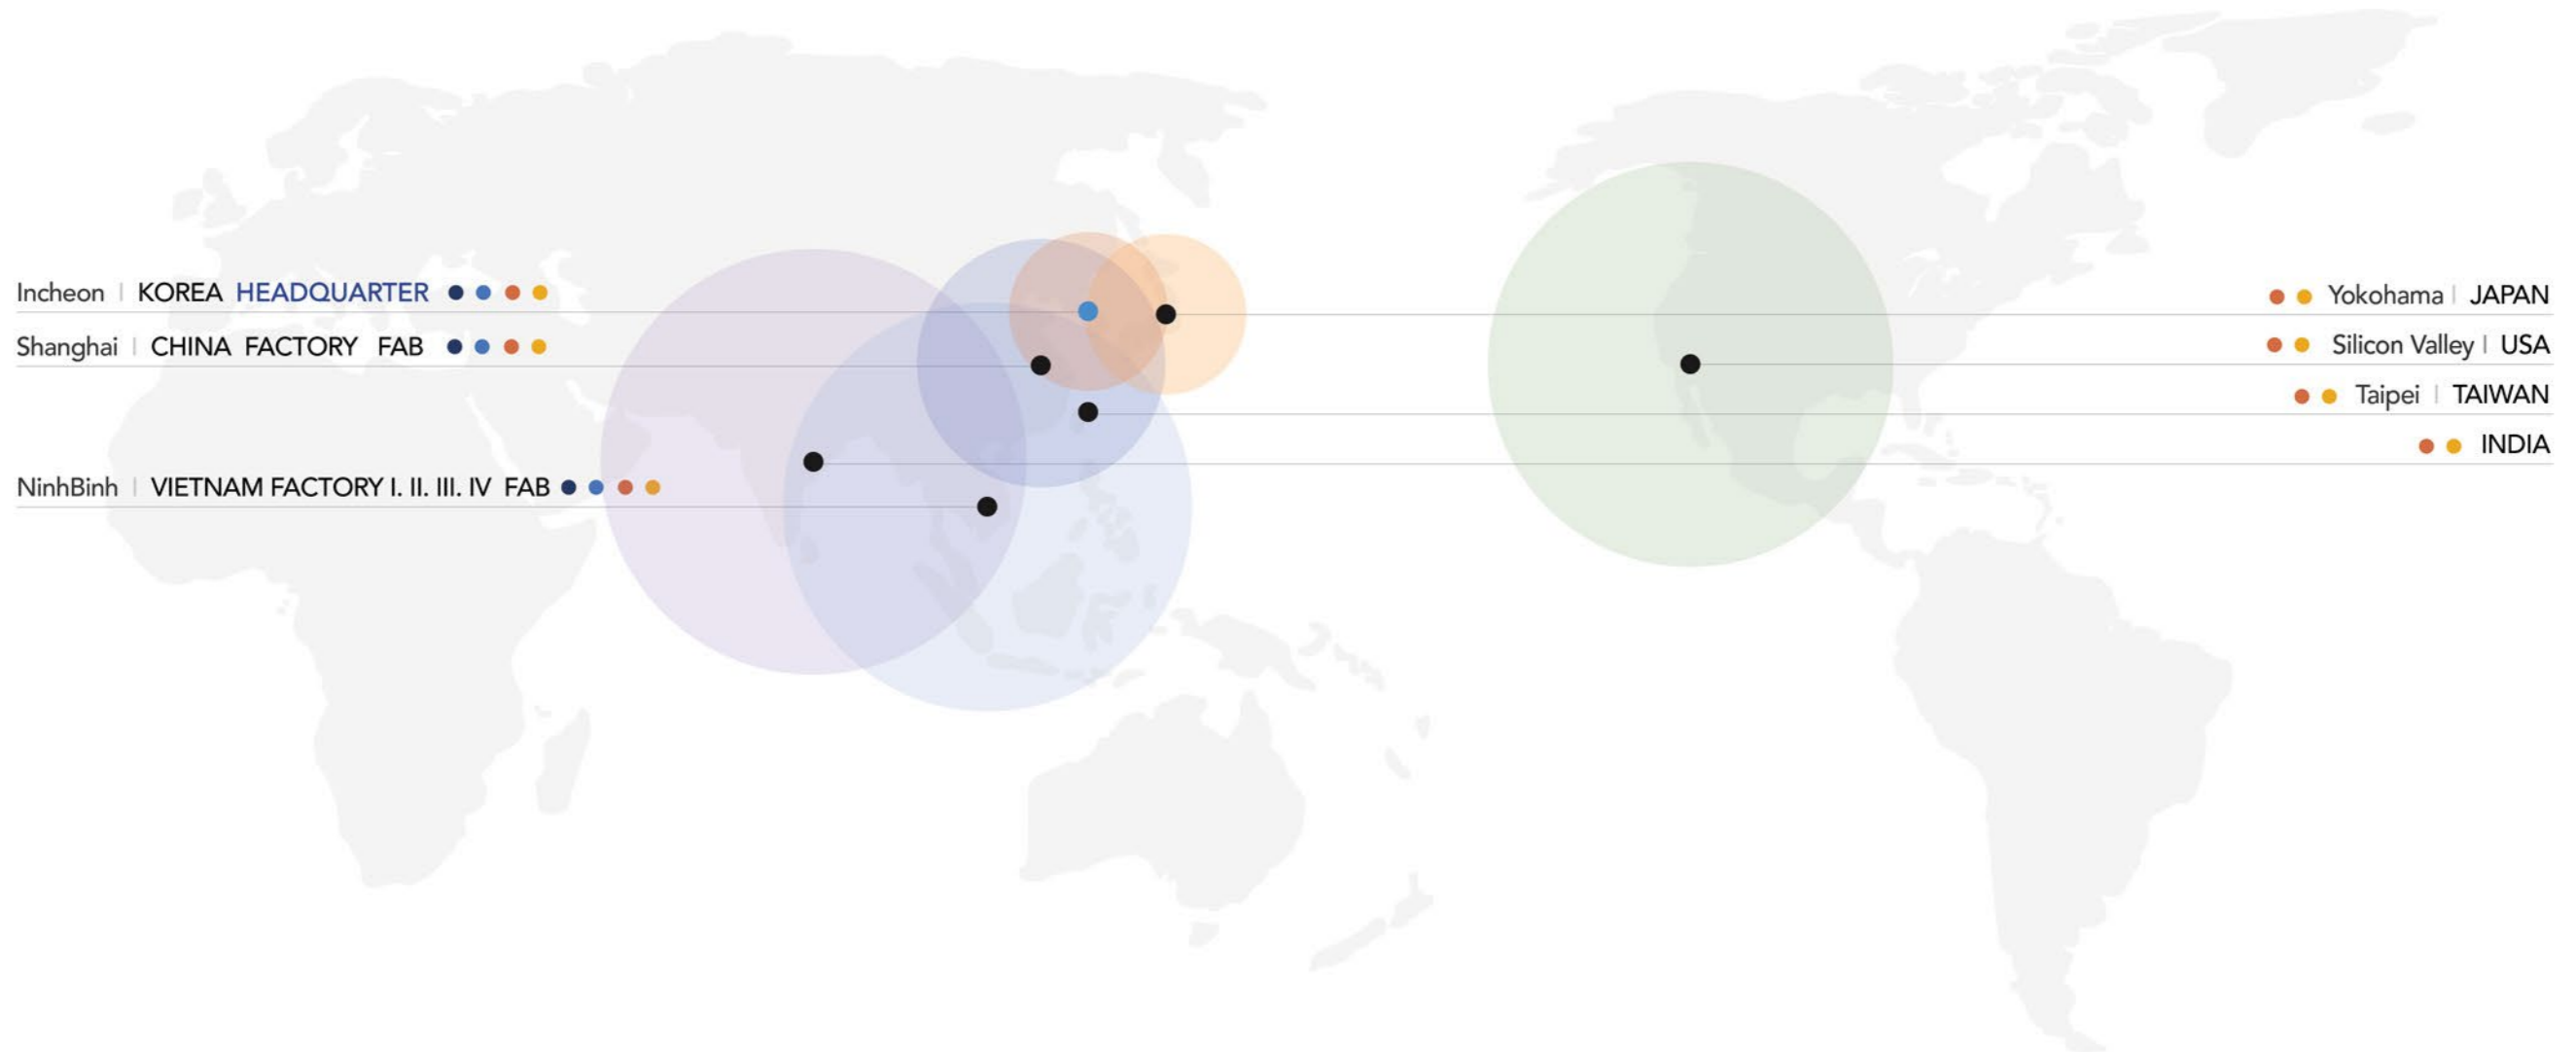 Incheon | KOREA HEADQUARTER
Shanghai | CHINA FACTORY FAB
NinhBinh | VIETNAM FACTORY I. II. III. IV FAB
Yokohama | JAPAN
Silicon Valley | USA
Taipei | TAIWAN
INDIA